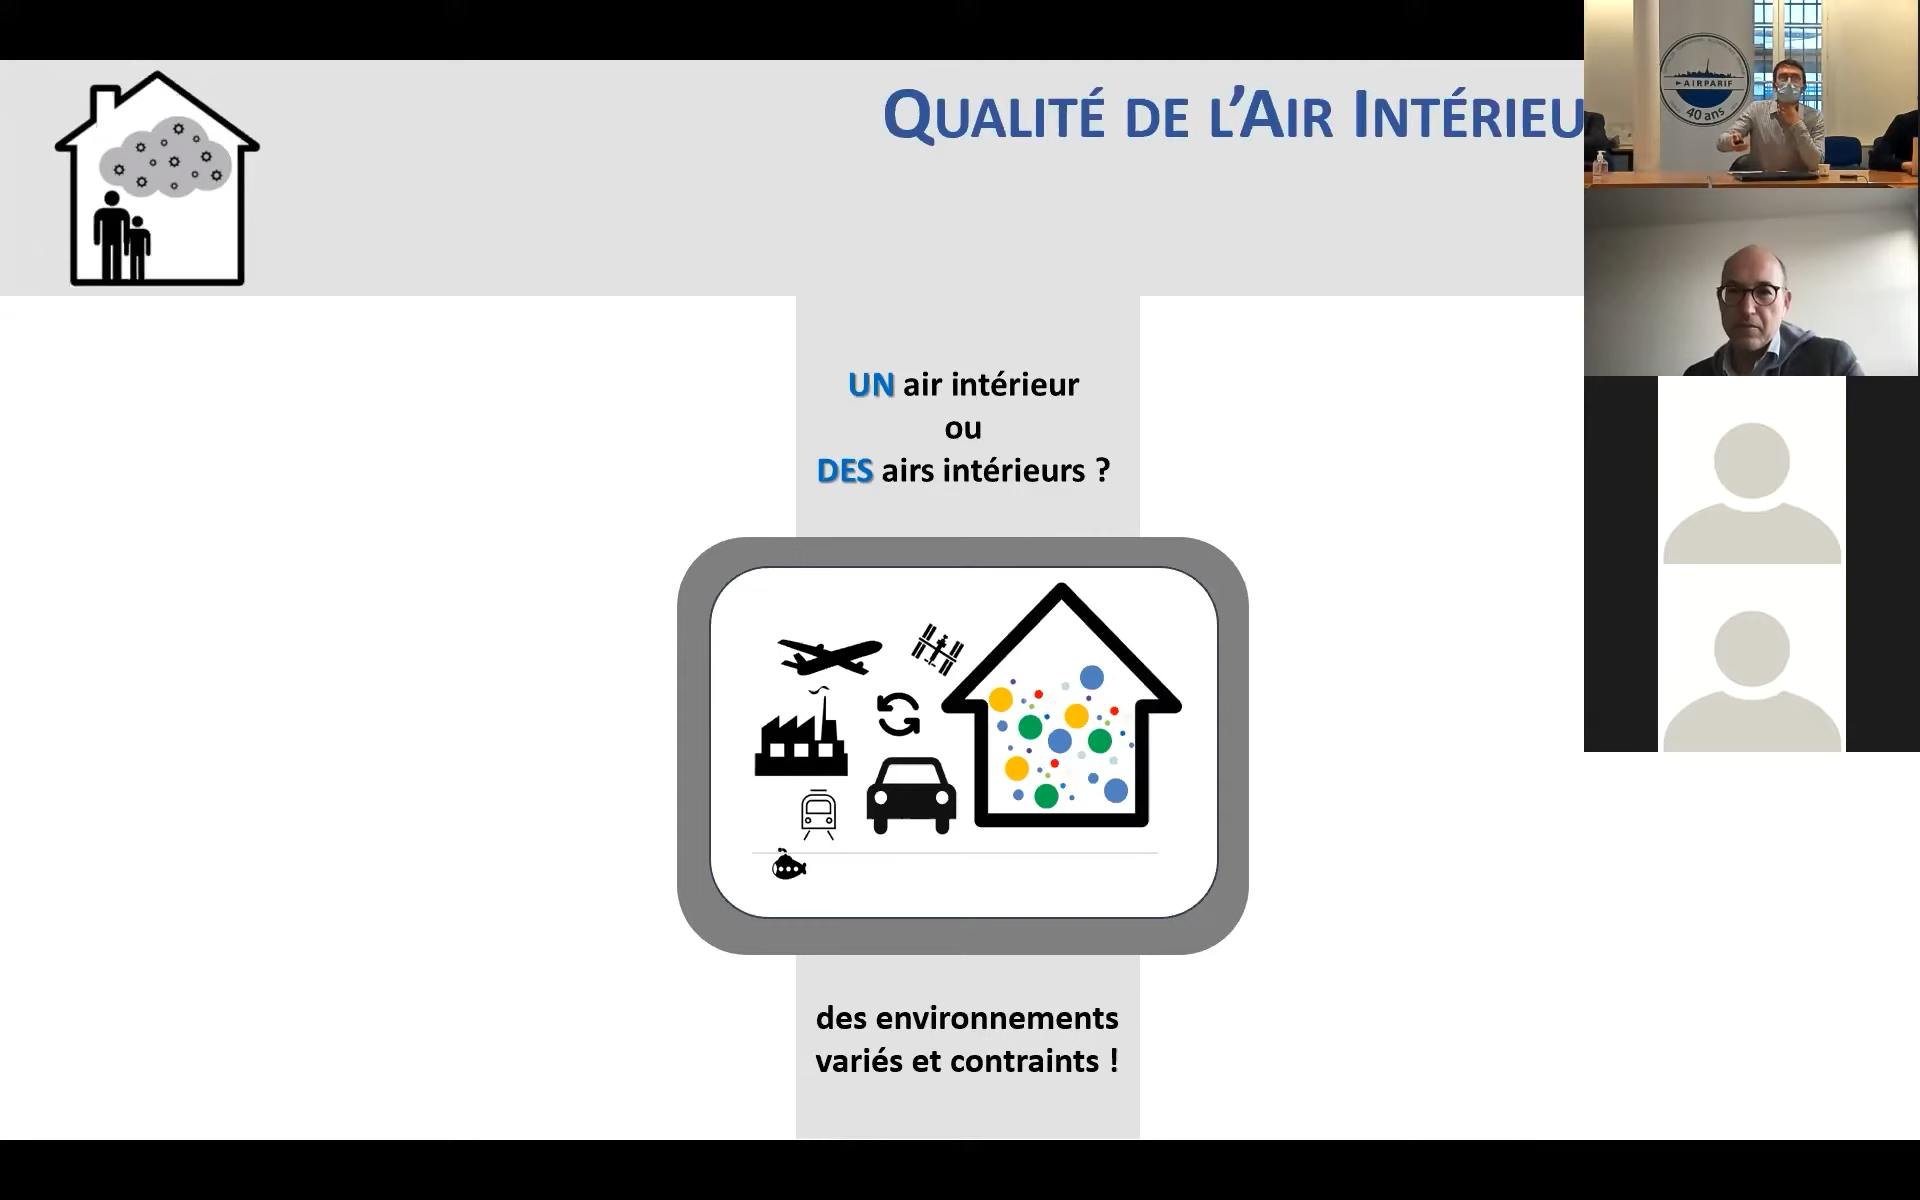 QUALITÉ DE L'AIR INTÉRIEU
AIRPARIF
40 ans
UN air intérieur
ou
DES airs intérieurs ?
des environnements
variés et contraints !